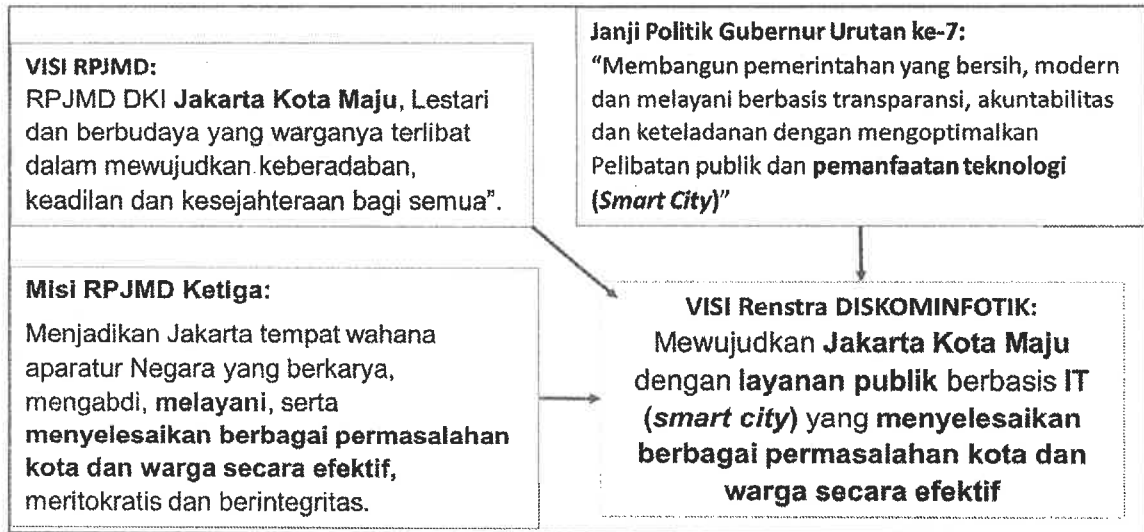 VISI RPJMD:
RPJMD DKI Jakarta Kota Maju, Lestari
dan berbudaya yang warganya terlibat
dalam mewujudkan keberadaban,
keadilan dan kesejahteraan bagi semua”.
Janji Politik Gubernur Urutan ke-7:
“Membangun pemerintahan yang bersih, modern
dan melayani berbasis transparansi, akuntabilitas
dan keteladanan dengan mengoptimalkan
Pelibatan publik dan pemanfaatan teknologi
(Smart City)”
Misi RPJMD Ketiga:
Menjadikan Jakarta tempat wahana
aparatur Negara yang berkarya,
mengabdi, melayani, serta
menyelesaikan berbagai permasalahan
kota dan warga secara efektif,
meritokratis dan berintegritas.
VISI Renstra DISKOMINFOTIK:
Mewujudkan Jakarta Kota Maju
dengan layanan publik berbasis IT
(smart city) yang menyelesaikan
berbagai permasalahan kota dan
warga secara efektif